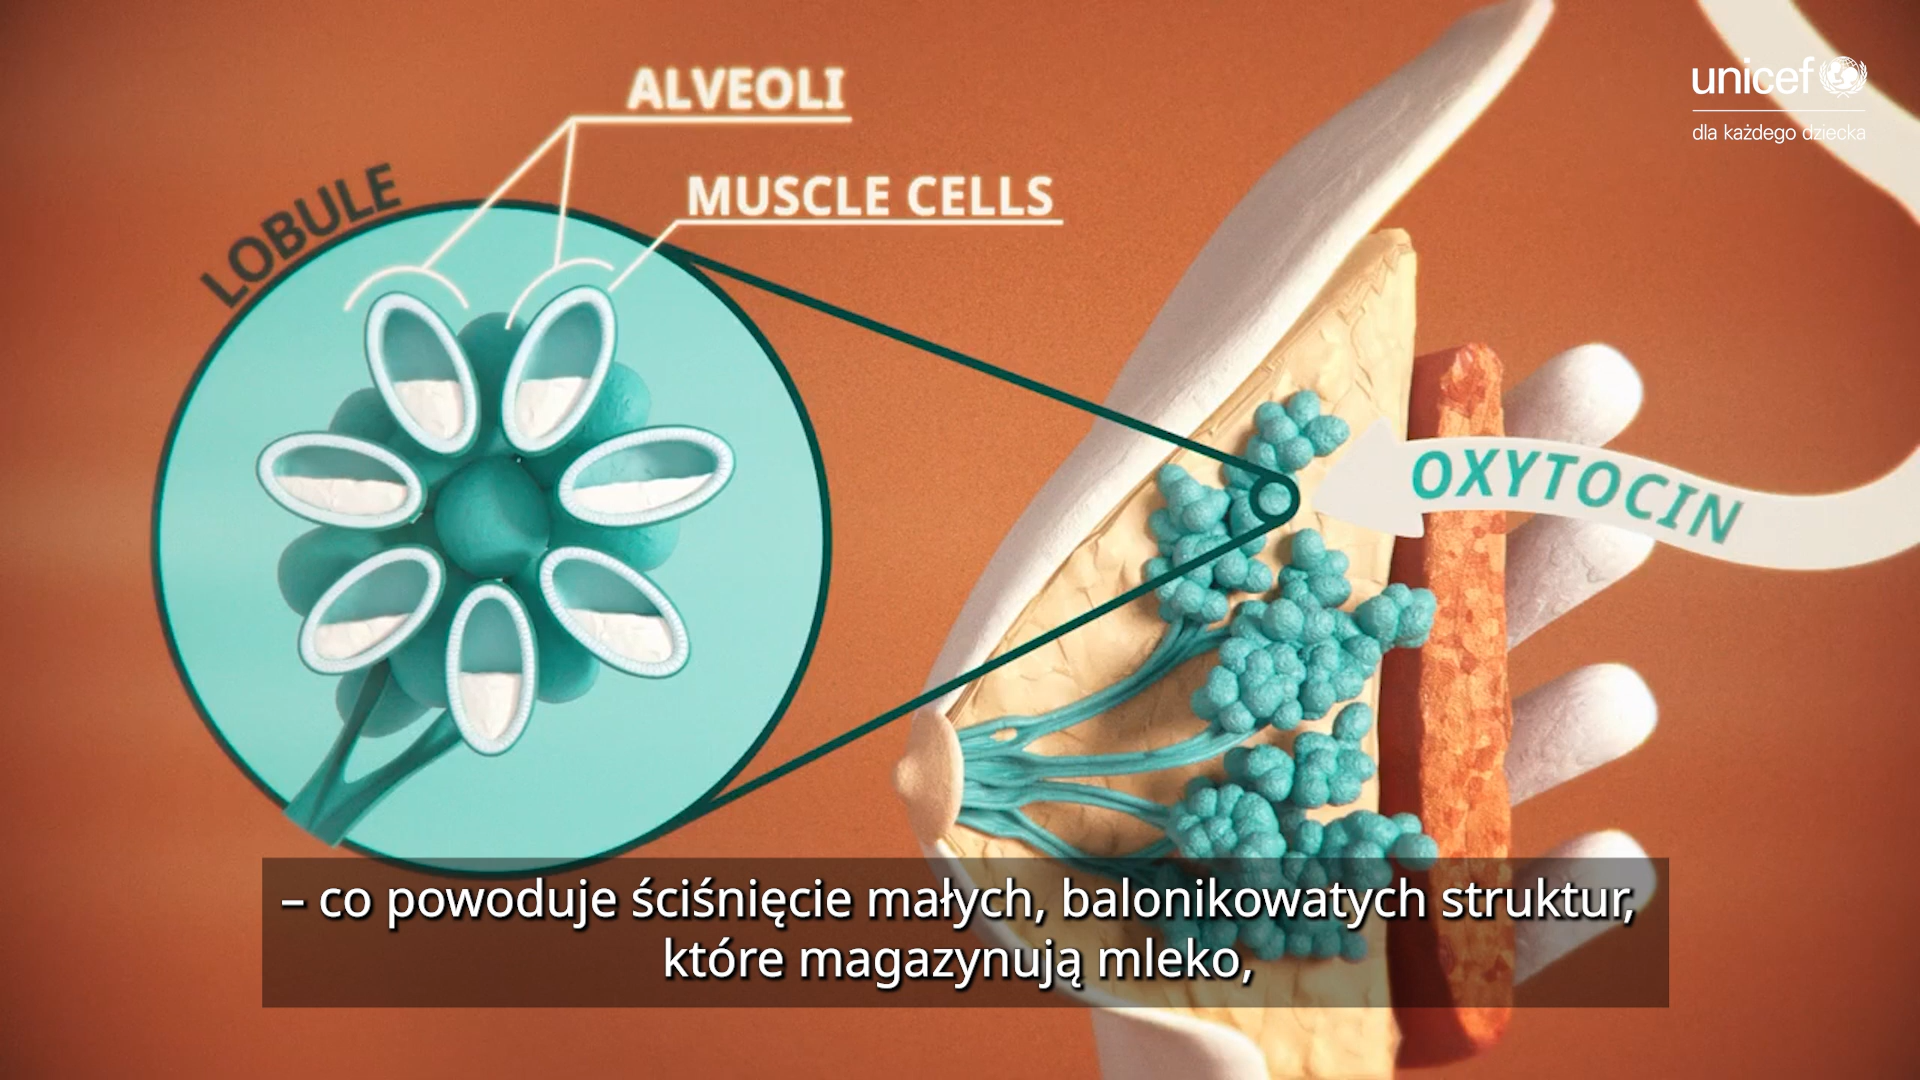 unicef
dla każdego dziecka
ALVEOLI
MUSCLE CELLS
LOBULE
OXYTOCIN
– co powoduje ściśnięcie małych, balonikowatych struktur,
które magazynują mleko,